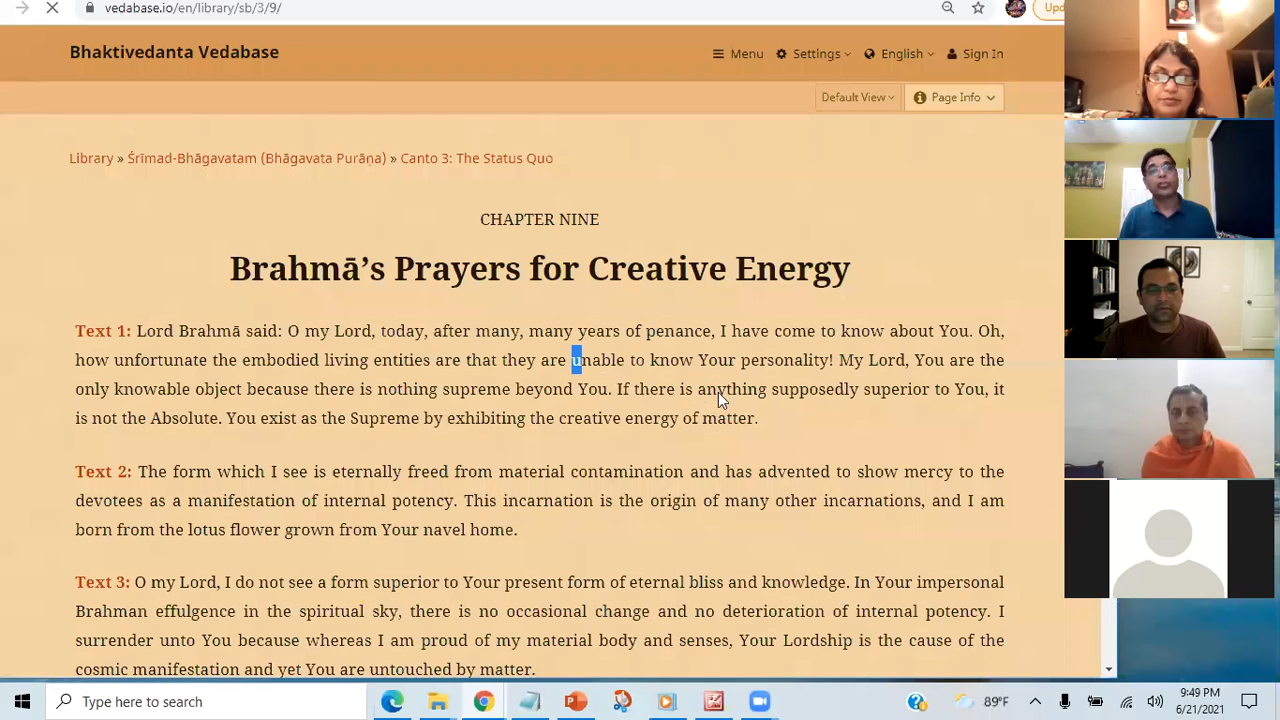 vedabase.io/en/library/sb/3/9/
Bhaktivedanta Vedabase
Menu Settings English Sign In
Default View Page Info
Library » Śrīmad-Bhāgavatam (Bhāgavata Purāṇa) » Canto 3: The Status Quo
CHAPTER NINE
Brahmā’s Prayers for Creative Energy
Text 1: Lord Brahmā said: O my Lord, today, after many, many years of penance, I have come to know about You. Oh,
how unfortunate the embodied living entities are that they are unable to know Your personality! My Lord, You are the
only knowable object because there is nothing supreme beyond You. If there is anything supposedly superior to You, it
is not the Absolute. You exist as the Supreme by exhibiting the creative energy of matter.
Text 2: The form which I see is eternally freed from material contamination and has advented to show mercy to the
devotees as a manifestation of internal potency. This incarnation is the origin of many other incarnations, and I am
born from the lotus flower grown from Your navel home.
Text 3: O my Lord, I do not see a form superior to Your present form of eternal bliss and knowledge. In Your impersonal
Brahman effulgence in the spiritual sky, there is no occasional change and no deterioration of internal potency. I
surrender unto You because whereas I am proud of my material body and senses, Your Lordship is the cause of the
cosmic manifestation and yet You are untouched by matter.
Type here to search
89°F
9:49 PM
6/21/2021